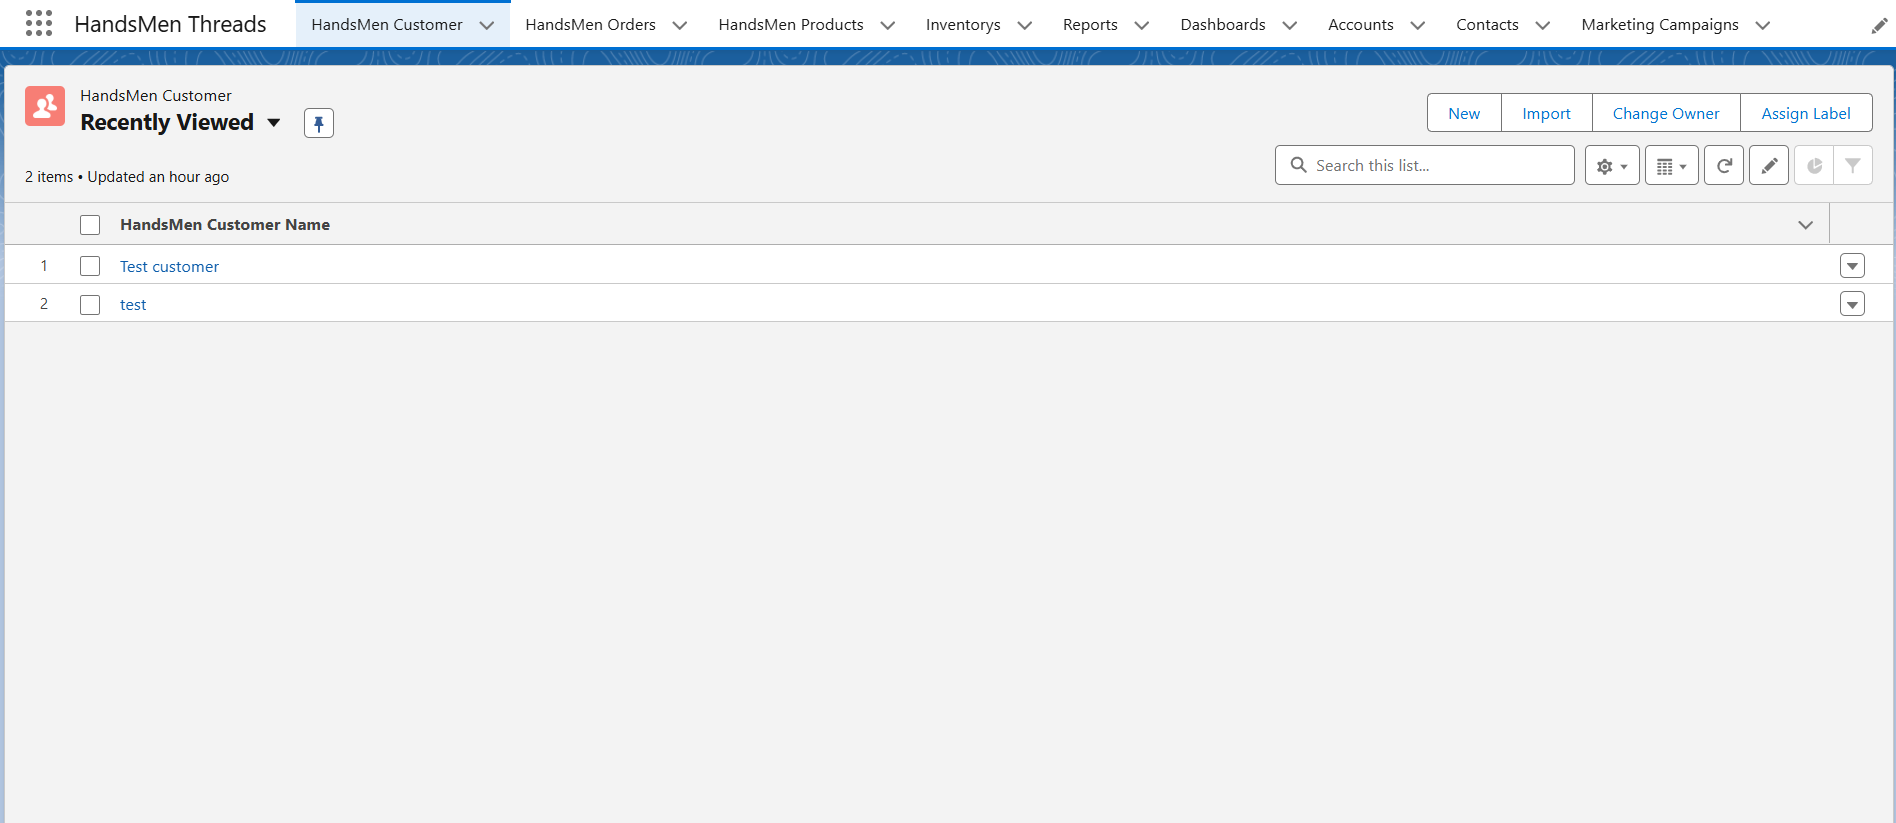 HandsMen Threads
HandsMen Customer
HandsMen Orders
HandsMen Products
Inventorys
Reports
Dashboards
Accounts
Contacts
Marketing Campaigns
HandsMen Customer
Recently Viewed
New
Import
Change Owner
Assign Label
2 items • Updated an hour ago
Search this list...
HandsMen Customer Name
1 Test customer
2 test